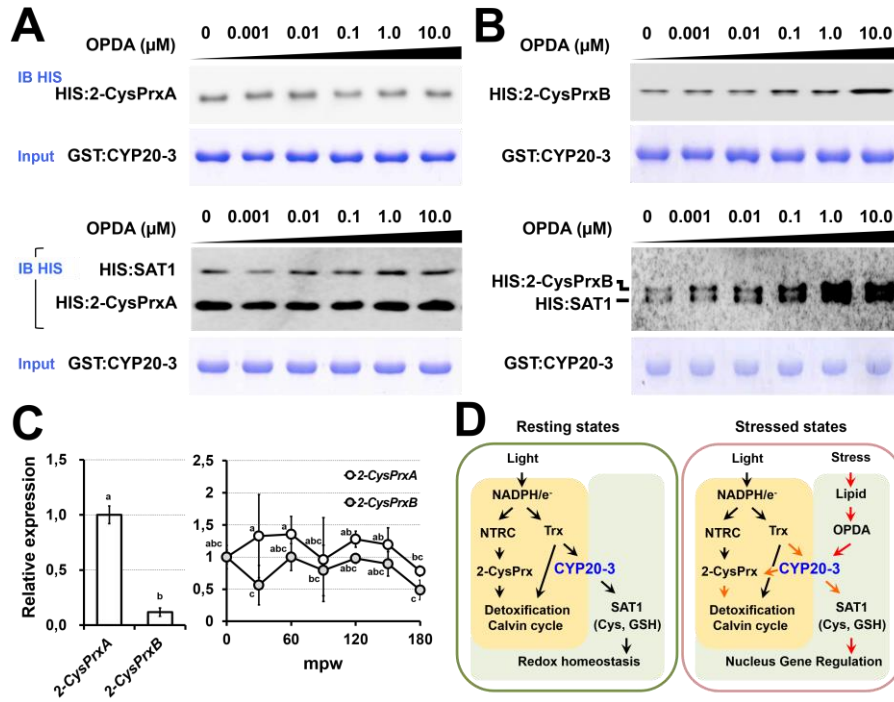 A
OPDA (µM) 0 0.001 0.01 0.1 1.0 10.0
IB HIS
HIS:2-CysPrxA
Input GST:CYP20-3
OPDA (µM) 0 0.001 0.01 0.1 1.0 10.0
IB HIS
HIS:SAT1
HIS:2-CysPrxA
Input GST:CYP20-3
B
OPDA (µM) 0 0.001 0.01 0.1 1.0 10.0
HIS:2-CysPrxB
GST:CYP20-3
OPDA (µM) 0 0.001 0.01 0.1 1.0 10.0
HIS:2-CysPrxB
HIS:SAT1
GST:CYP20-3
C
Relative expression
1,5
1,0
0,5
0,0
a
b
2-CysPrxA
2-CysPrxB
2,5
2
1,5
1
0,5
0
2-CysPrxA
2-CysPrxB
abc a a abc ab ab bc
c abc abc abc abc c
0 60 120 180
mpw
D
Resting states
Light
NADPH/e-
NTRC Trx
2-CysPrx CYP20-3
Detoxification
Calvin cycle
SAT1
(Cys, GSH)
Redox homeostasis
Stressed states
Light Stress
NADPH/e- Lipid
NTRC Trx OPDA
2-CysPrx CYP20-3
Detoxification
Calvin cycle
SAT1
(Cys, GSH)
Nucleus Gene Regulation